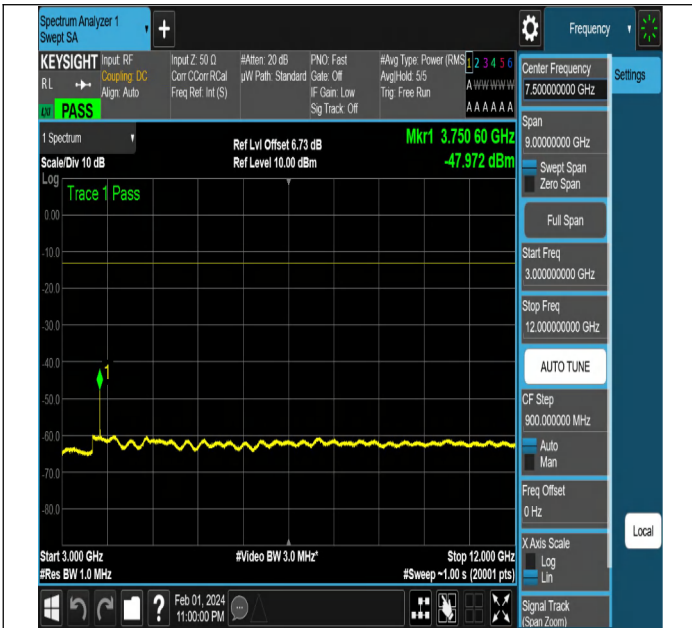 Spectrum Analyzer 1
Swept SA
+
Frequency
KEYSIGHT
RL
LXI PASS
Input: RF
Coupling: DC
Align: Auto
Input Z: 50 Ω
Corr CCorr RCal
Freq Ref: Int (S)
#Atten: 20 dB
µW Path: Standard
PNO: Fast
Gate: Off
IF Gain: Low
Sig Track: Off
#Avg Type: Power (RMS
Avg|Hold: 5/5
Trig: Free Run
1 2 3 4 5 6
A W W W W W
A A A A A A
1 Spectrum
Scale/Div 10 dB
Ref Lvl Offset 6.73 dB
Ref Level 10.00 dBm
Mkr1 3.750 60 GHz
-47.972 dBm
Log
Trace 1 Pass
0.00
-10.0
-20.0
-30.0
-40.0
-50.0
-60.0
-70.0
-80.0
1
Start 3.000 GHz
#Res BW 1.0 MHz
#Video BW 3.0 MHz*
Stop 12.000 GHz
#Sweep ~1.00 s (20001 pts)
Feb 01, 2024
11:00:00 PM
?
Center Frequency
7.500000000 GHz
Span
9.00000000 GHz
Swept Span
Zero Span
Full Span
Start Freq
3.000000000 GHz
Stop Freq
12.000000000 GHz
AUTO TUNE
CF Step
900.000000 MHz
Auto
Man
Freq Offset
0 Hz
X Axis Scale
Log
Lin
Signal Track
(Span Zoom)
Settings
Local